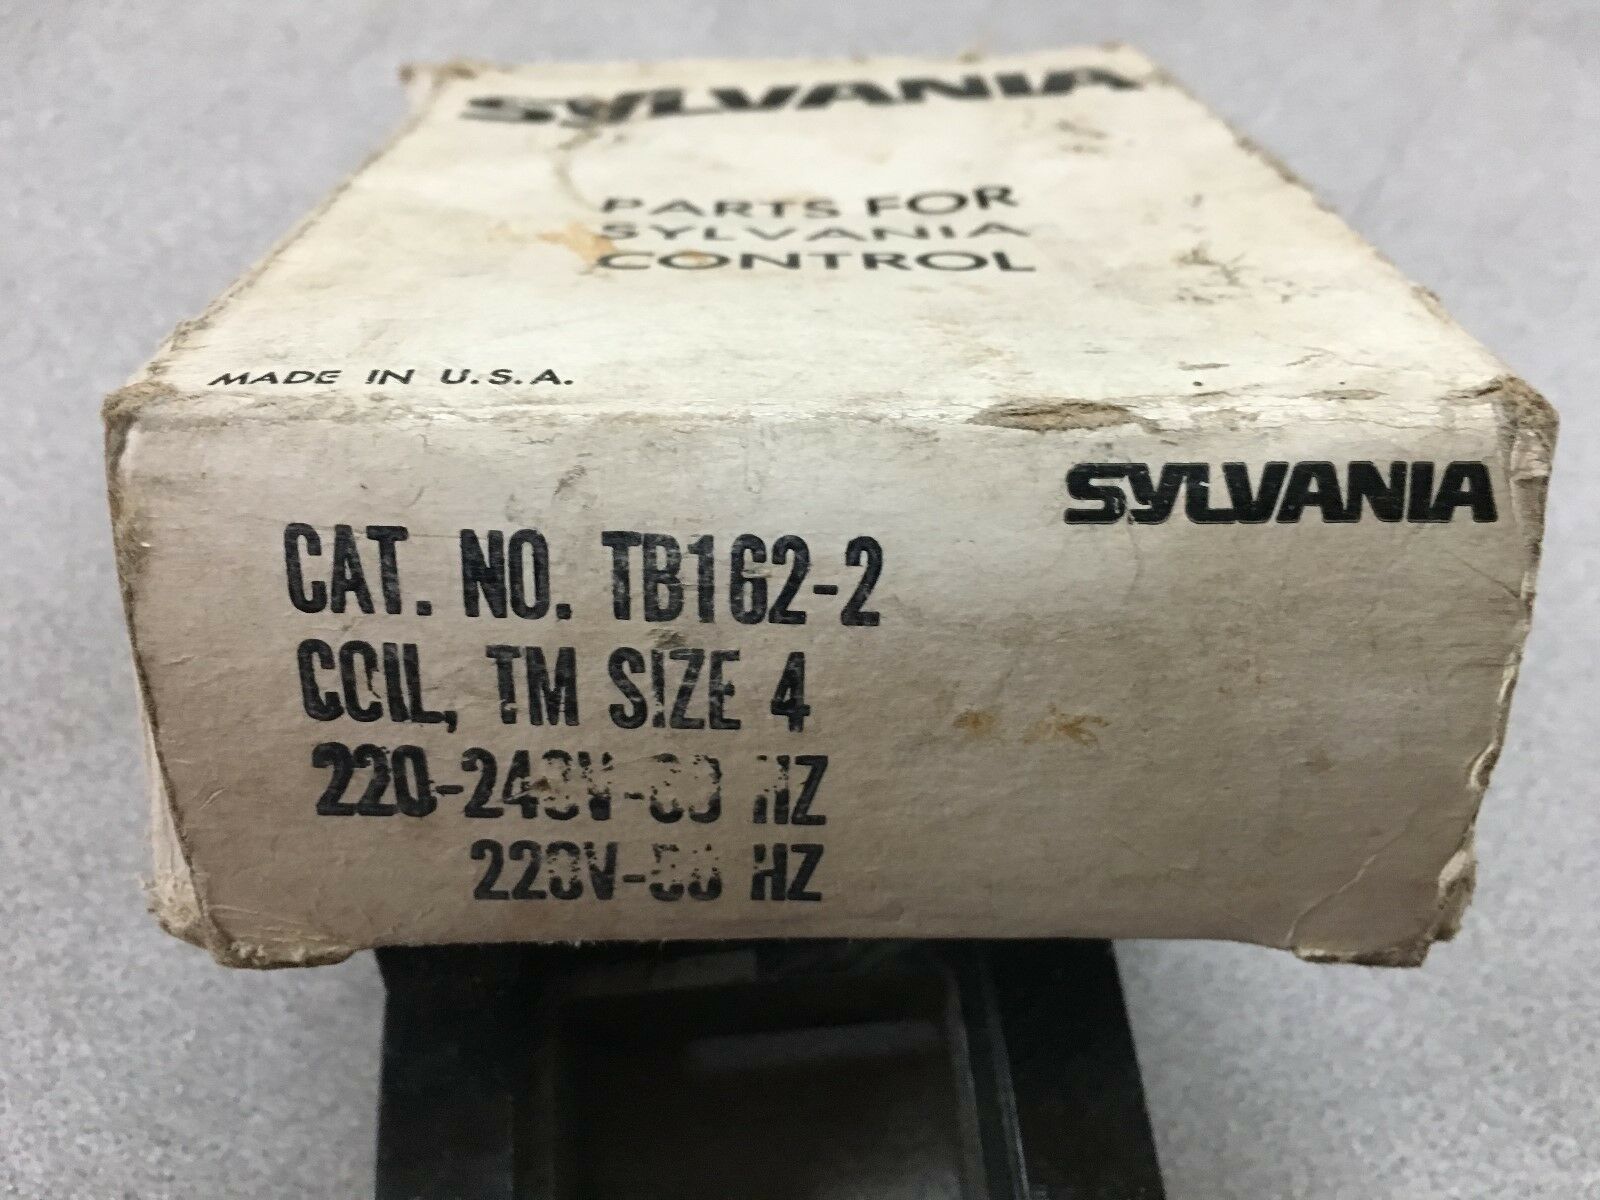 SYLVANIA
PARTS FOR
SYLVANIA
CONTROL
MADE IN U.S.A.
SYLVANIA
CAT. NO. TB162-2
COIL, TM SIZE 4
220-240V-60 HZ
220V-50 HZ